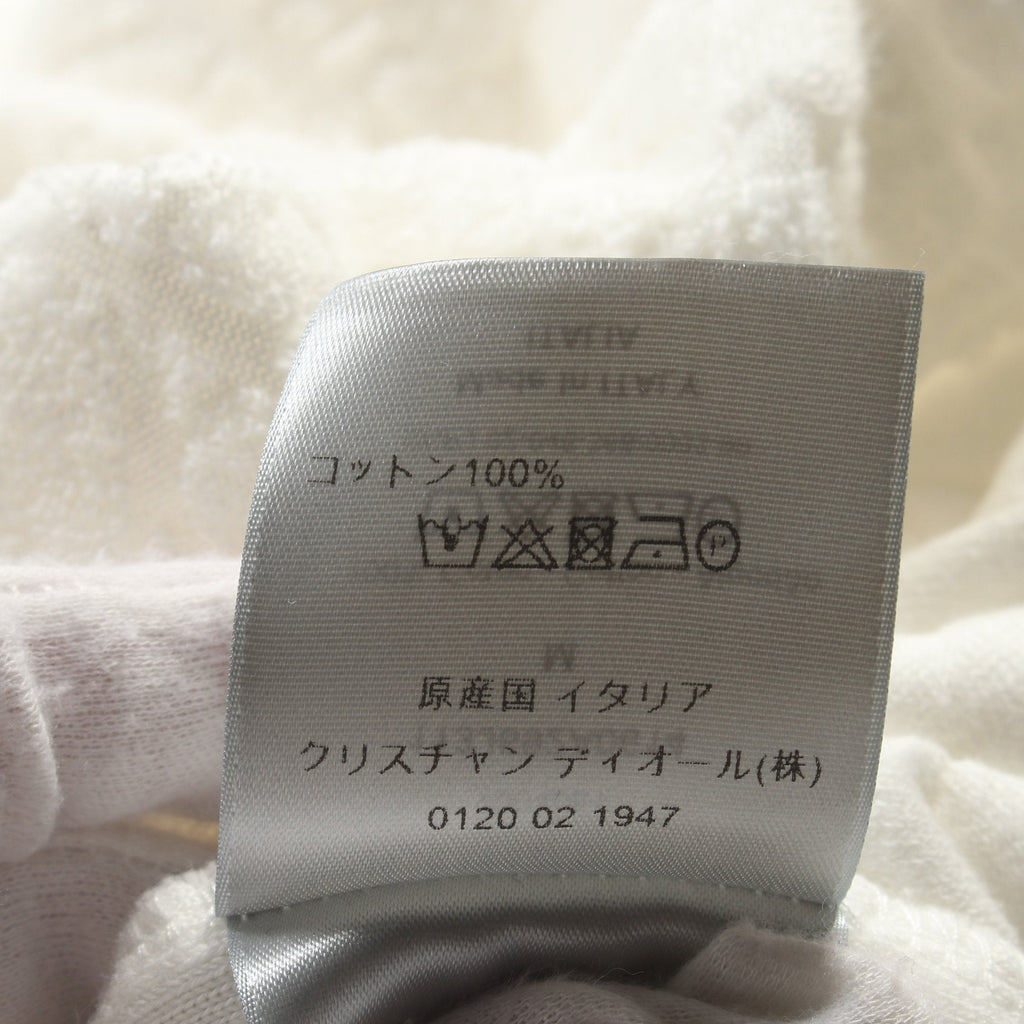 コットン100%
原産国 イタリア
クリスチャン ディオール(株)
0120 02 1947